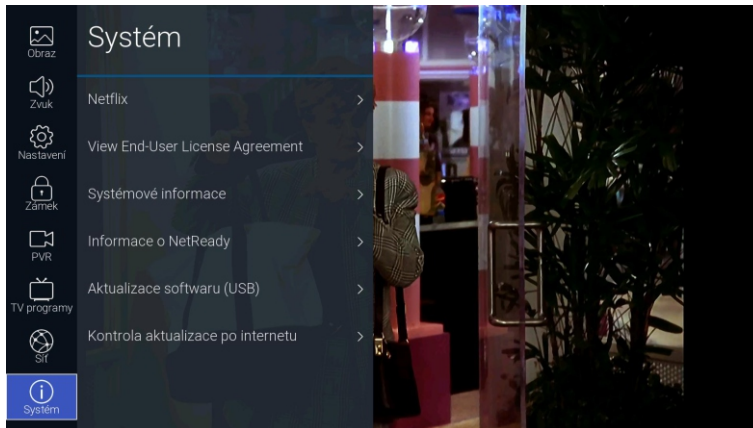 Systém
Obraz
Zvuk
Nastavení
Zámek
PVR
TV programy
Síť
Systém
Netflix
View End-User License Agreement
Systémové informace
Informace o NetReady
Aktualizace softwaru (USB)
Kontrola aktualizace po internetu